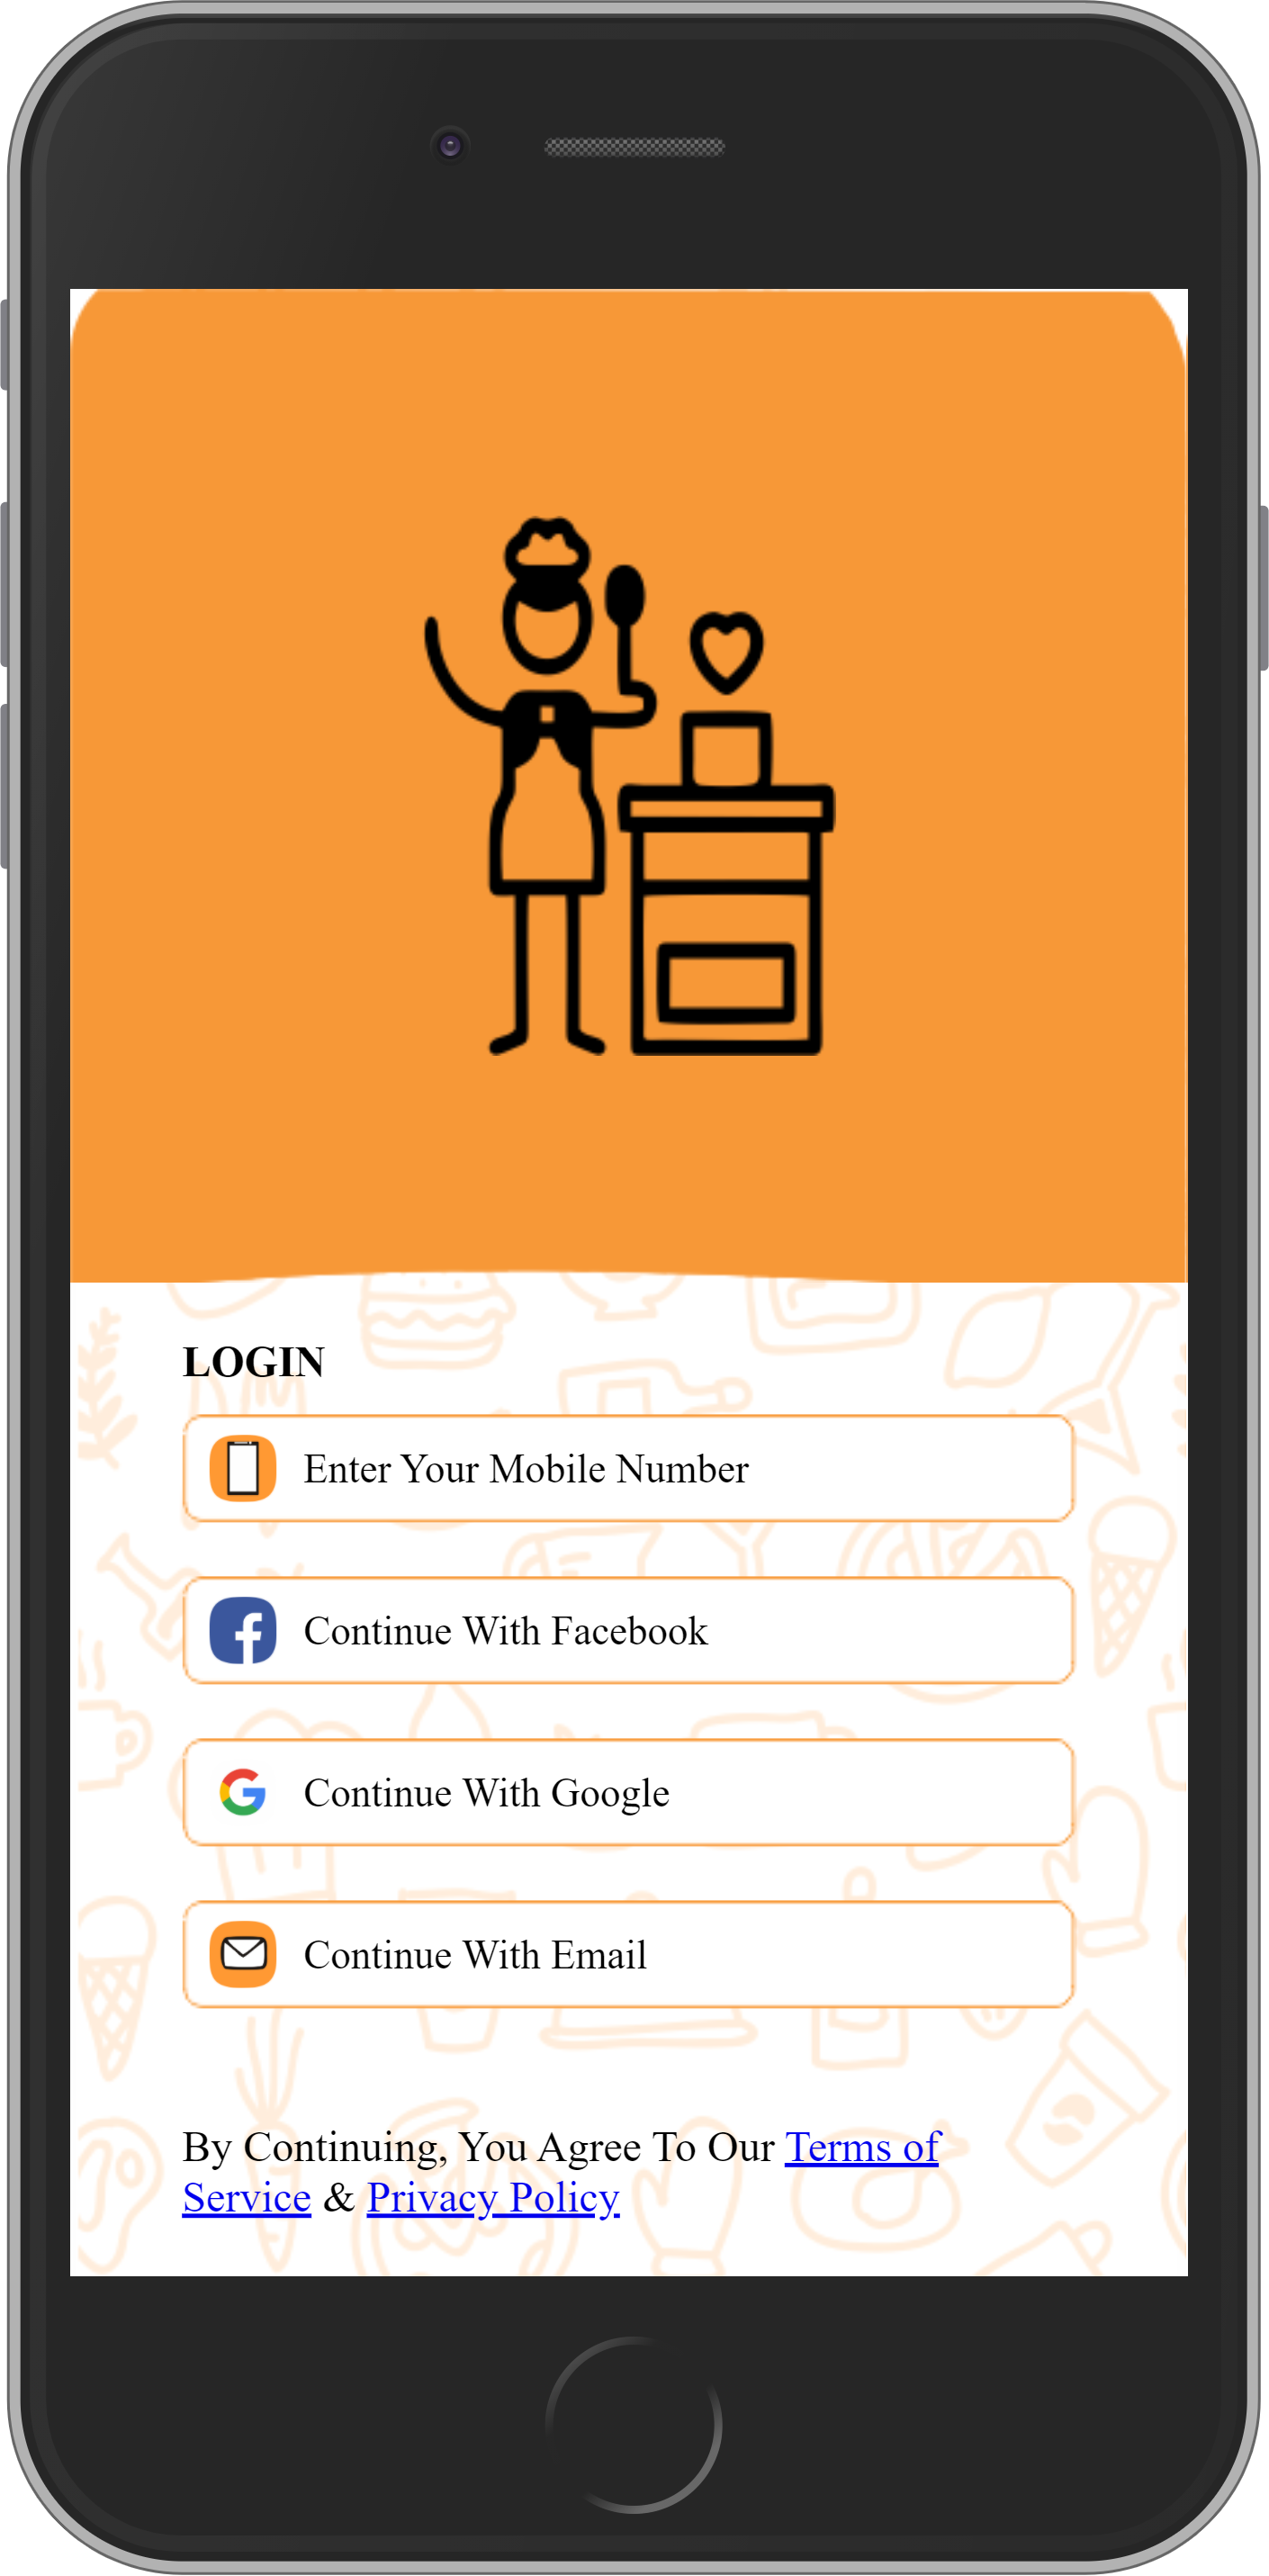 LOGIN
Enter Your Mobile Number
Continue With Facebook
Continue With Google
Continue With Email
By Continuing, You Agree To Our Terms of
Service & Privacy Policy